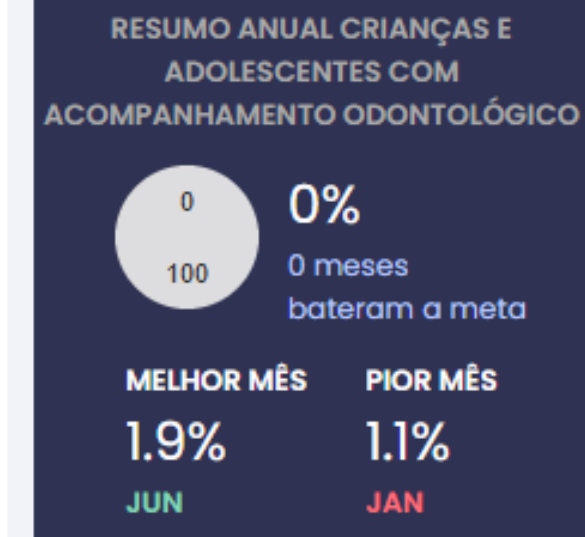 RESUMO ANUAL CRIANÇAS E
ADOLESCENTES COM
ACOMPANHAMENTO ODONTOLÓGICO
0
100
0%
0 meses
bateram a meta
MELHOR MÊS
1.9%
JUN
PIOR MÊS
1.1%
JAN